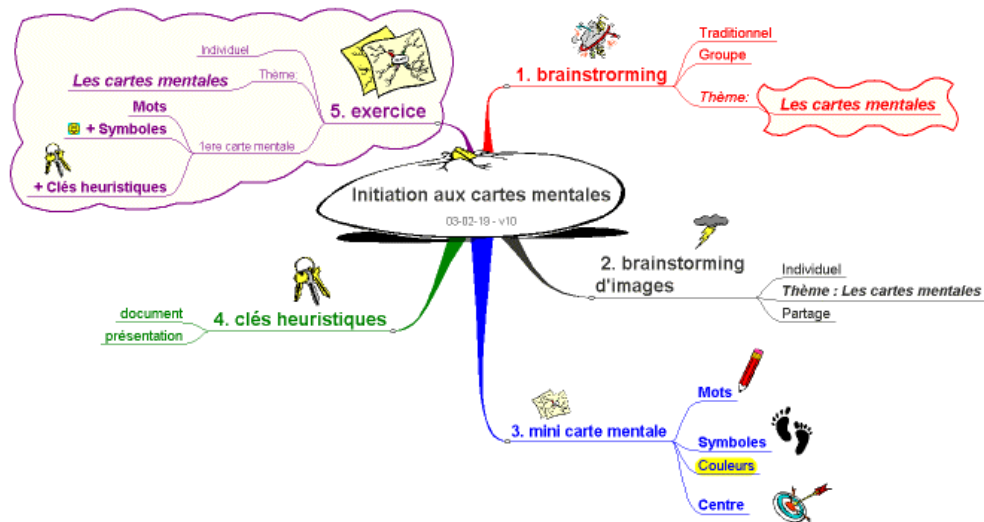 Initiation aux cartes mentales
03-02-19 - v10
1. brainstrorming
Traditionnel
Groupe
Thème:
Les cartes mentales
2. brainstorming
d'images
Individuel
Thème : Les cartes mentales
Partage
3. mini carte mentale
Mots
Symboles
Couleurs
Centre
4. clés heuristiques
document
présentation
5. exercice
Individuel
Thème:
Les cartes mentales
1ere carte mentale
Mots
+ Symboles
+ Clés heuristiques